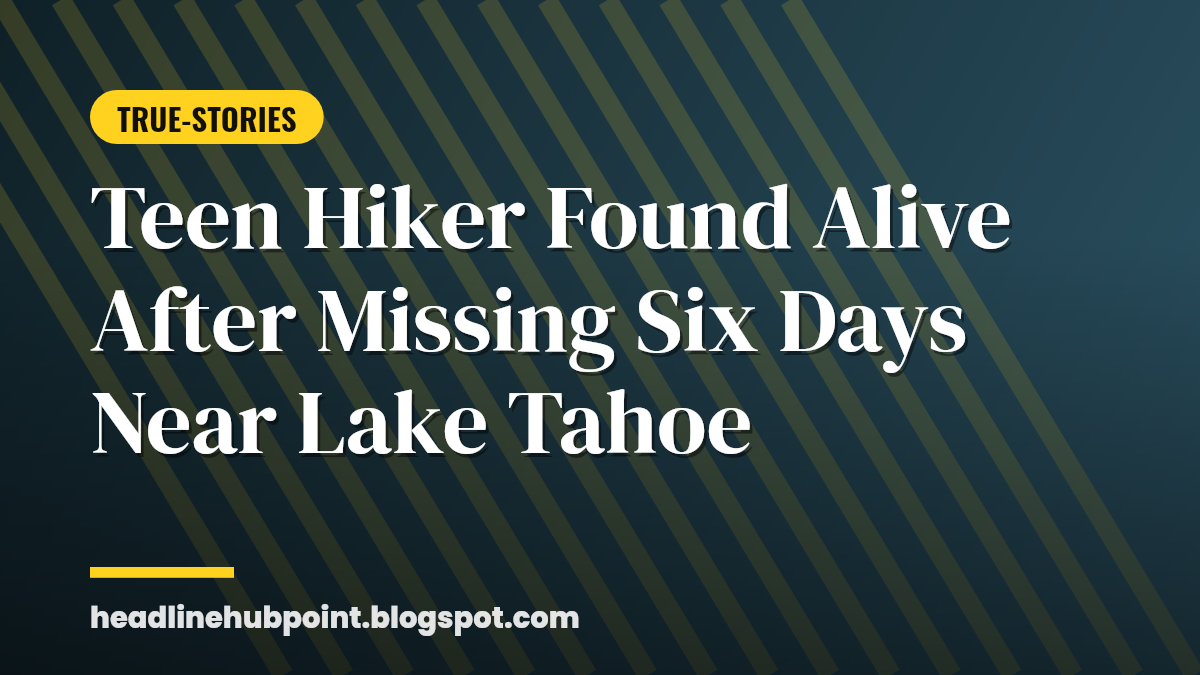 TRUE-STORIES
Teen Hiker Found Alive
After Missing Six Days
Near Lake Tahoe
headlinehubpoint.blogspot.com